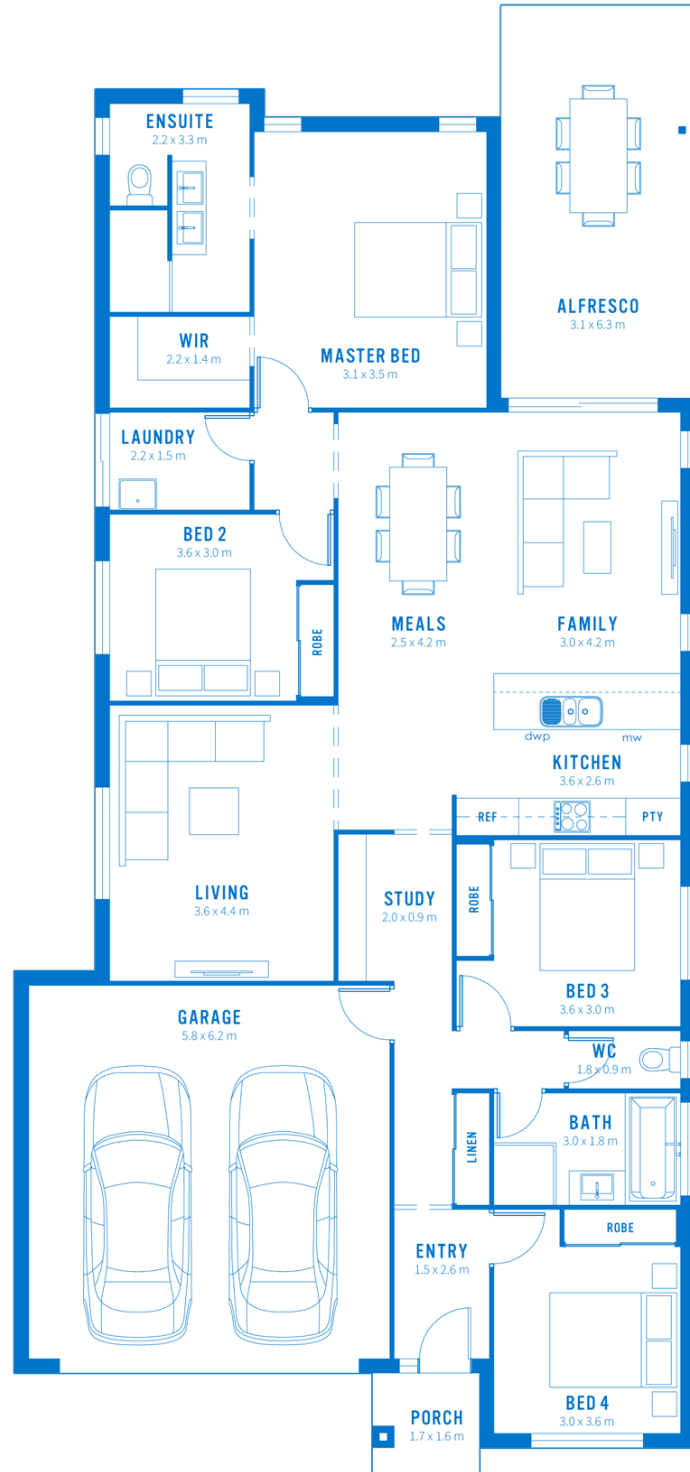 ENSUITE
2.2 x 3.3 m
ALFRESCO
3.1 x 6.3 m
WIR
2.2 x 1.4 m
MASTER BED
3.1 x 3.5 m
LAUNDRY
2.2 x 1.5 m
BED 2
3.6 x 3.0 m
ROBE
MEALS
2.5 x 4.2 m
FAMILY
3.0 x 4.2 m
dwp
mw
KITCHEN
3.6 x 2.6 m
REF
PTY
LIVING
3.6 x 4.4 m
STUDY
2.0 x 0.9 m
ROBE
BED 3
3.6 x 3.0 m
GARAGE
5.8 x 6.2 m
WC
1.8 x 0.9 m
BATH
3.0 x 1.8 m
LINEN
ROBE
ENTRY
1.5 x 2.6 m
BED 4
3.0 x 3.6 m
PORCH
1.7 x 1.6 m